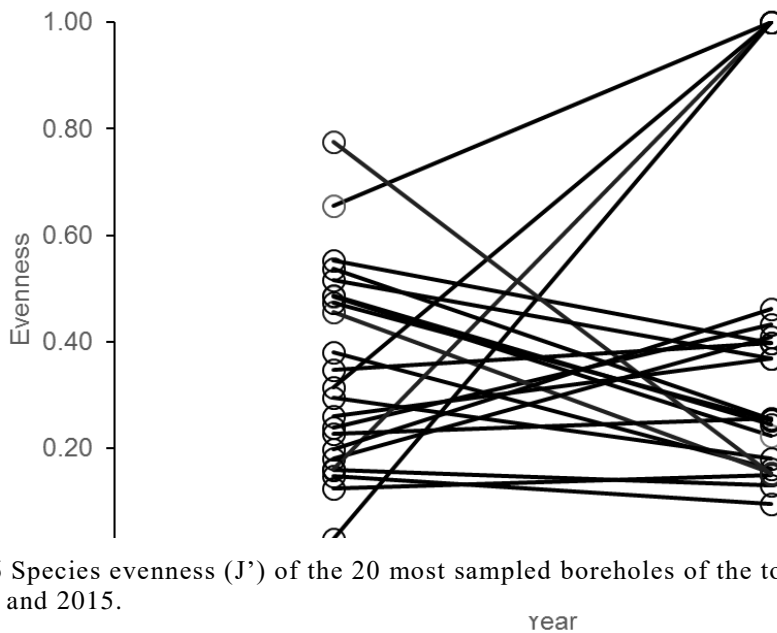 1.00
0.80
0.60
Evenness
0.40
0.20
Species evenness (J') of the 20 most sampled boreholes of the
and 2015.
Year